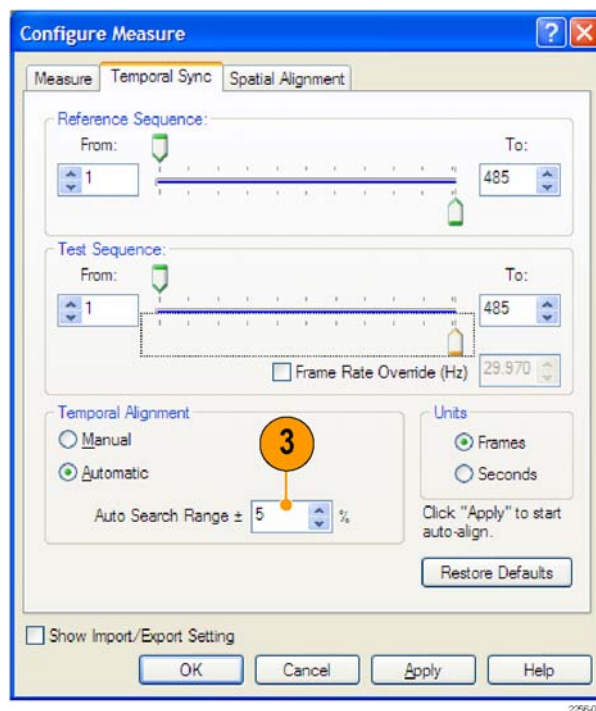 Configure Measure
Measure Temporal Sync Spatial Alignment
Reference Sequence:
From: To:
1 485
Test Sequence:
From: To:
1 485
Frame Rate Override (Hz) 29.970
Temporal Alignment
Manual
Automatic
3
Auto Search Range ± 5 %
Units
Frames
Seconds
Click "Apply" to start
auto-align.
Restore Defaults
Show Import/Export Setting
OK Cancel Apply Help